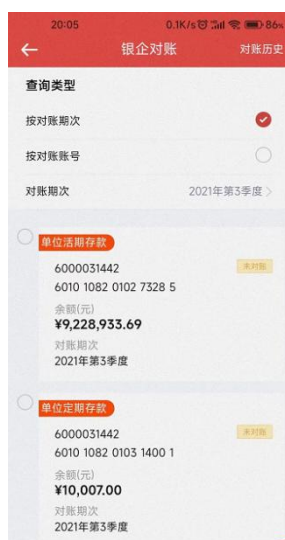 20:05
0.1K/s 86%
银企对账
对账历史
查询类型
按对账期次
按对账账号
对账期次
2021年第3季度
单位活期存款
6000031442
未对账
6010 1082 0102 7328 5
余额(元)
¥9,228,933.69
对账期次
2021年第3季度
单位定期存款
6000031442
未对账
6010 1082 0103 1400 1
余额(元)
¥10,007.00
对账期次
2021年第3季度